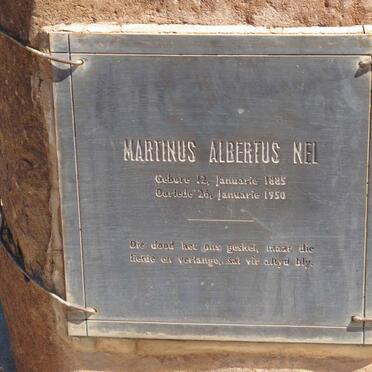 MARTINUS ALBERTUS NEL
Gebore 12, Januarie 1885
Oorlede 26, Januarie 1950
Die dood het ons geskei, maar die
liefde en verlange, sal vir altyd bly.